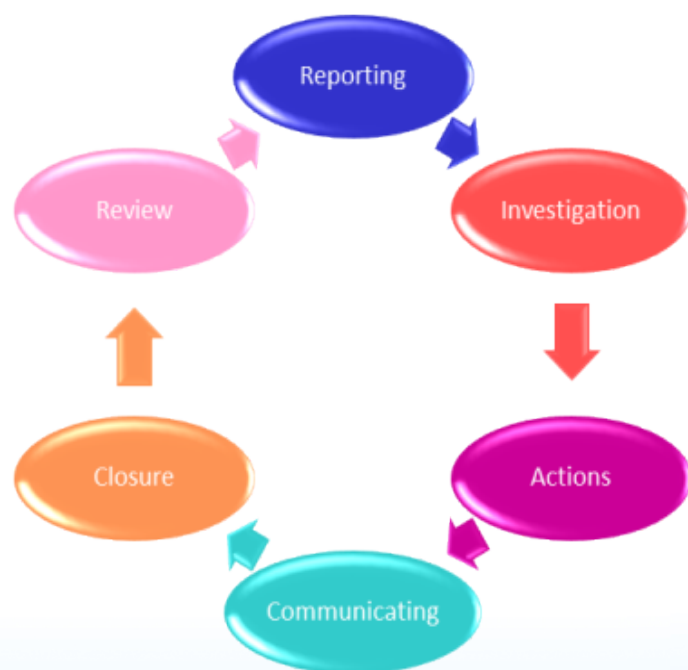 Reporting
Investigation
Actions
Communicating
Closure
Review